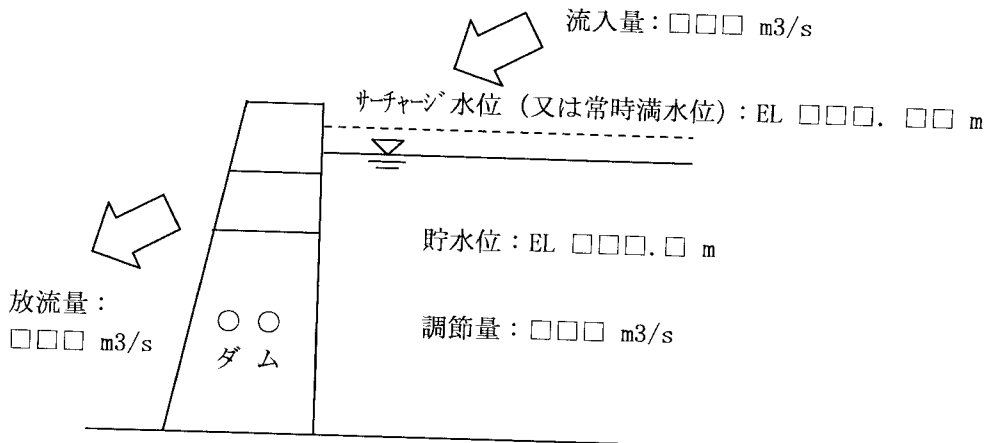 流入量：□□□ m3/s
サーチャージ水位（又は常時満水位）：EL □□□. □□ m
貯水位：EL □□□.□ m
放流量：
□□□ m3/s
調節量：□□□ m3/s
○○
ダム